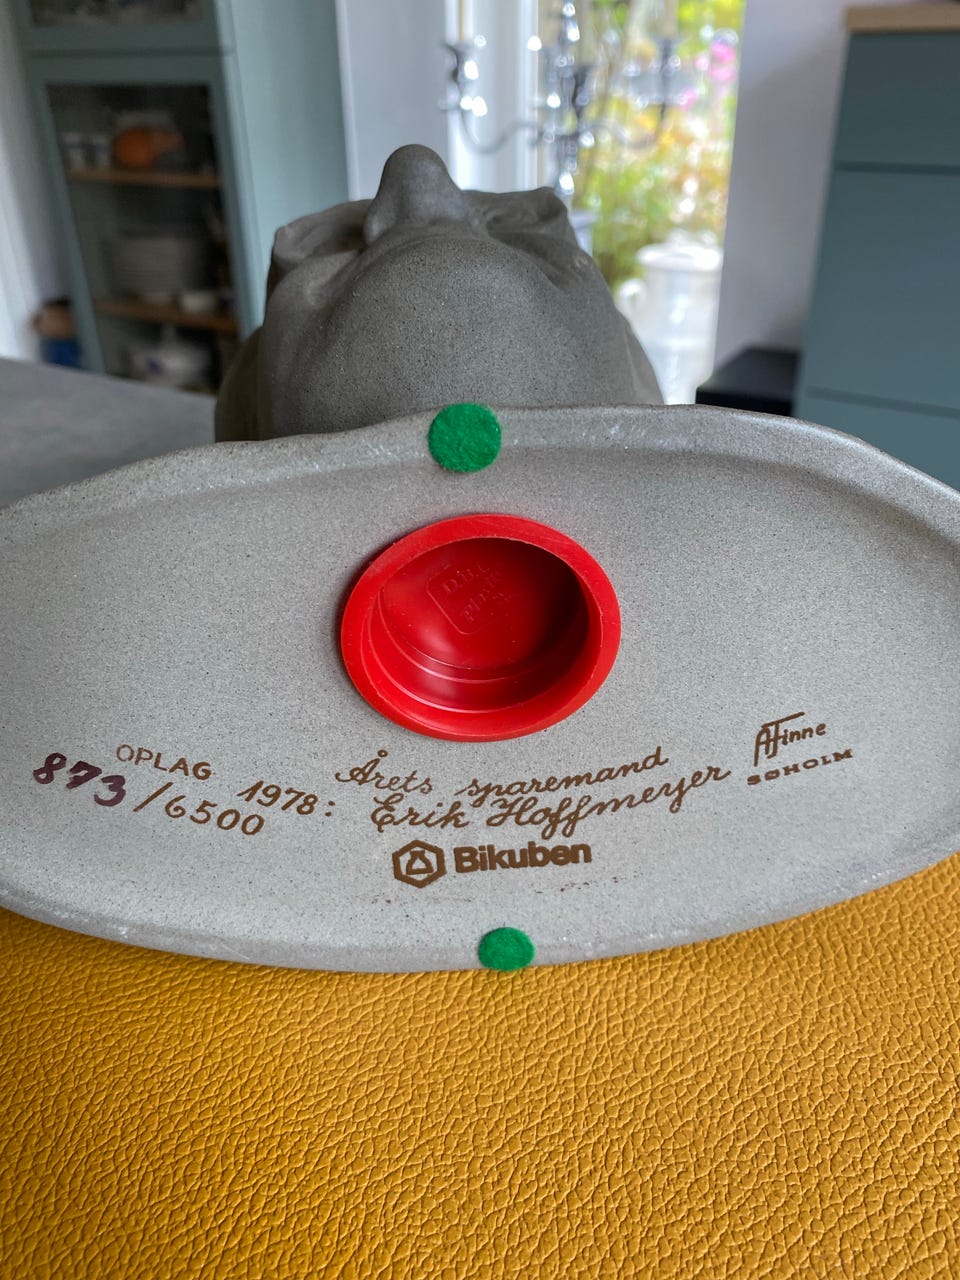 D.B.
OPLAG
873/6500
1978:
Årets sparemand
Erik Hoffmeyer
AFinne
SØHOLM
Bikuben